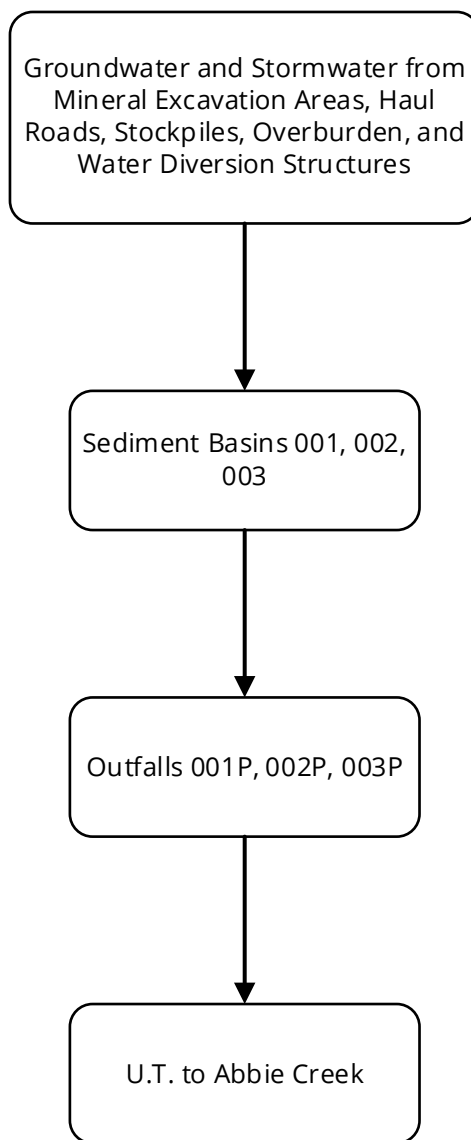 Groundwater and Stormwater from
Mineral Excavation Areas, Haul
Roads, Stockpiles, Overburden, and
Water Diversion Structures
Sediment Basins 001, 002,
003
Outfalls 001P, 002P, 003P
U.T. to Abbie Creek